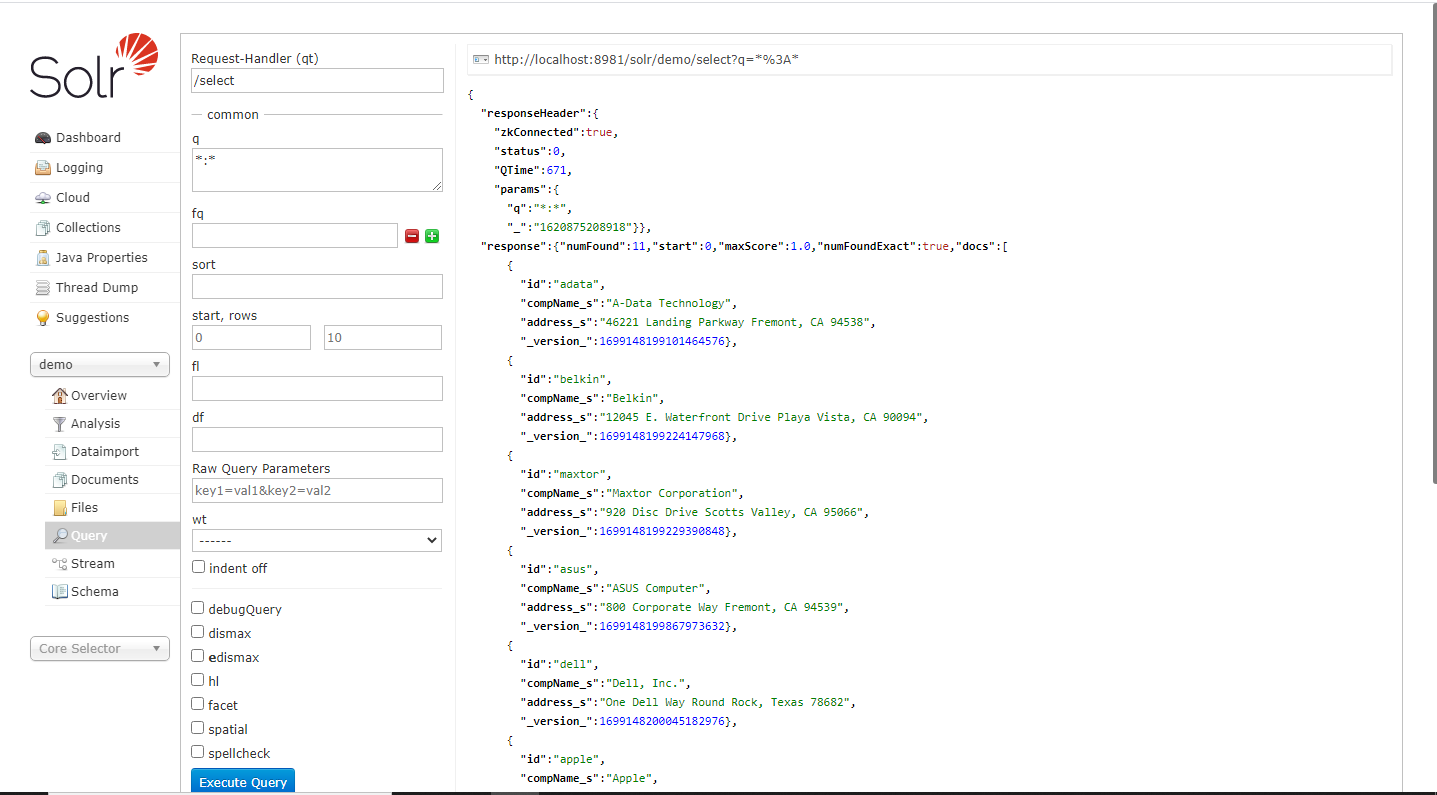 Solr
Dashboard
Logging
Cloud
Collections
Java Properties
Thread Dump
Suggestions
demo
Overview
Analysis
Dataimport
Documents
Files
Query
Stream
Schema
Core Selector
Request-Handler (qt)
/select
common
q
*:*
fq
sort
start, rows
0 10
fl
df
Raw Query Parameters
key1=val1&key2=val2
wt
------
indent off
debugQuery
dismax
edismax
hl
facet
spatial
spellcheck
Execute Query
http://localhost:8981/solr/demo/select?q=*%3A*
{
"responseHeader":{
"zkConnected":true,
"status":0,
"QTime":671,
"params":{
"q":"*:*",
"_":"1620875208918"}},
"response":{"numFound":11,"start":0,"maxScore":1.0,"numFoundExact":true,"docs":[
{
"id":"adata",
"compName_s":"A-Data Technology",
"address_s":"46221 Landing Parkway Fremont, CA 94538",
"_version_":1699148199101464576},
{
"id":"belkin",
"compName_s":"Belkin",
"address_s":"12045 E. Waterfront Drive Playa Vista, CA 90094",
"_version_":1699148199224147968},
{
"id":"maxtor",
"compName_s":"Maxtor Corporation",
"address_s":"920 Disc Drive Scotts Valley, CA 95066",
"_version_":1699148199229390848},
{
"id":"asus",
"compName_s":"ASUS Computer",
"address_s":"800 Corporate Way Fremont, CA 94539",
"_version_":1699148199867973632},
{
"id":"dell",
"compName_s":"Dell, Inc.",
"address_s":"One Dell Way Round Rock, Texas 78682",
"_version_":1699148200045182976},
{
"id":"apple",
"compName_s":"Apple",